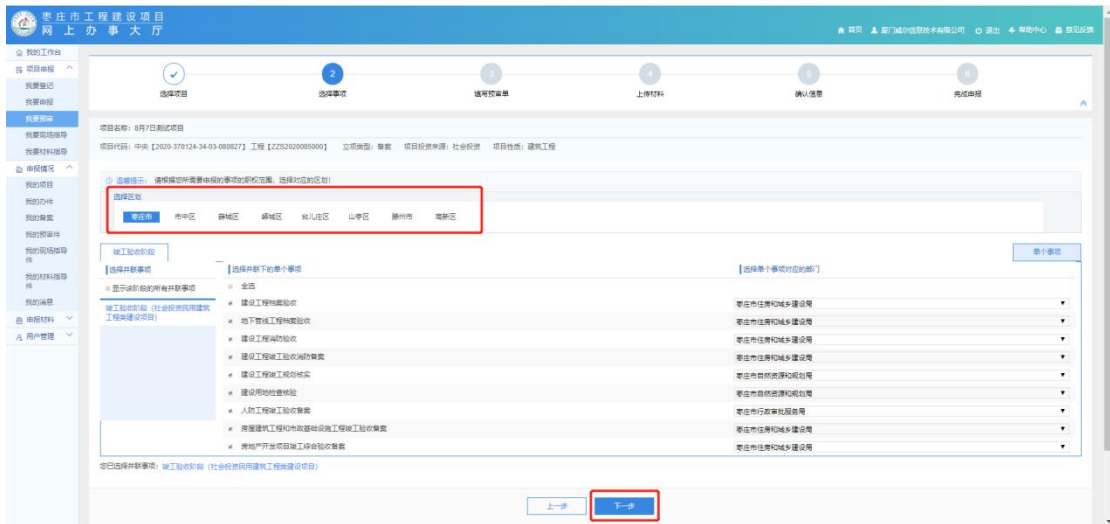 枣庄市工程建设项目
网上办事大厅
首页 厦门威尔信息技术有限公司 退出 帮助中心 意见反馈
我的工作台
项目申报
我要登记
我要申报
我要预审
我要现场指导
我要材料指导
申报情况
我的项目
我的办件
我的备案
我的预审件
我的现场指导件
我的材料指导件
我的消息
申报材料
用户管理
2 3 4 5 6
选择项目 选择事项 填写预审单 上传材料 确认信息 完成申报
项目名称：8月7日测试项目
项目代码：中央【2020-370124-34-03-080827】工程【ZZS2020085000】 立项类型：备案 项目投资来源：社会投资 项目性质：建筑工程
温馨提示： 请根据您所需要申报的事项的职权范围，选择对应的区划！
选择区划
枣庄市 市中区 薛城区 峄城区 台儿庄区 山亭区 滕州市 高新区
竣工验收阶段 单个事项
选择并联事项 选择并联下的单个事项 选择单个事项对应的部门
显示该阶段的所有并联事项 全选
竣工验收阶段（社会投资民用建筑工程类建设项目）
建设工程档案验收 枣庄市住房和城乡建设局
地下管线工程档案验收 枣庄市住房和城乡建设局
建设工程消防验收 枣庄市住房和城乡建设局
建设工程竣工验收消防备案 枣庄市住房和城乡建设局
建设工程竣工规划核实 枣庄市自然资源和规划局
建设用地检查核验 枣庄市自然资源和规划局
人防工程竣工验收备案 枣庄市行政审批服务局
房屋建筑工程和市政基础设施工程竣工验收备案 枣庄市住房和城乡建设局
房地产开发项目竣工综合验收备案 枣庄市住房和城乡建设局
您已选择并联事项：竣工验收阶段（社会投资民用建筑工程类建设项目）
上一步 下一步